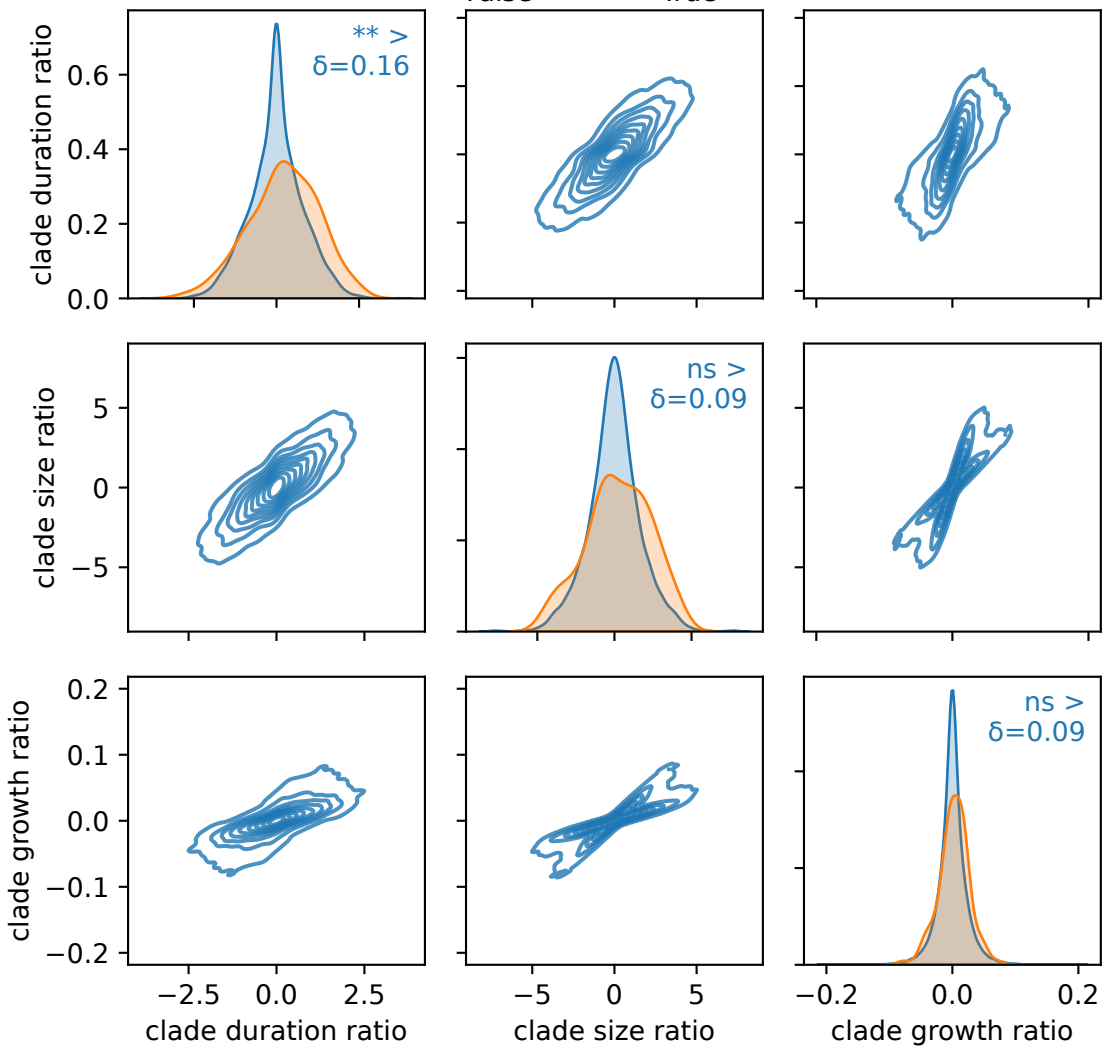 clade duration ratio
0.6
0.4
0.2
0.0
** >
δ=0.16
clade size ratio
5
0
−5
ns >
δ=0.09
clade growth ratio
0.2
0.1
0.0
−0.1
−0.2
ns >
δ=0.09
−2.5 0.0 2.5
−5 0 5
−0.2 0.0 0.2
clade duration ratio
clade size ratio
clade growth ratio